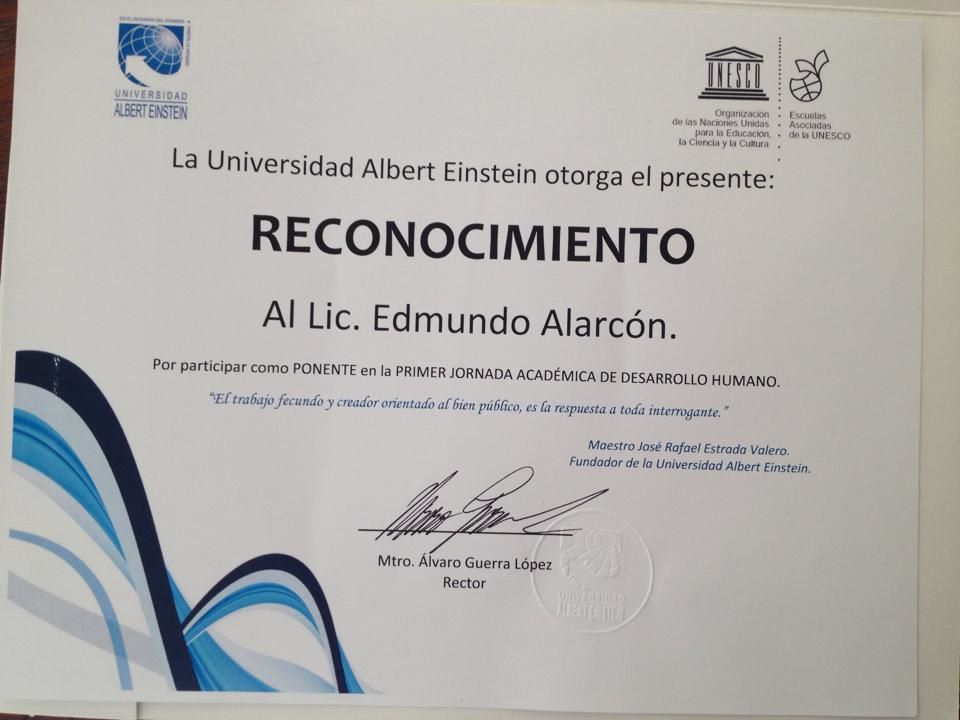 UNIVERSIDAD
ALBERT EINSTEIN
UNESCO
Organización
de las Naciones Unidas
para la Educación,
la Ciencia y la Cultura
Escuelas
Asociadas
de la UNESCO
La Universidad Albert Einstein otorga el presente:
RECONOCIMIENTO
Al Lic. Edmundo Alarcón.
Por participar como PONENTE en la PRIMER JORNADA ACADÉMICA DE DESARROLLO HUMANO.
“El trabajo fecundo y creador orientado al bien público, es la respuesta a toda interrogante.”
Maestro José Rafael Estrada Valero.
Fundador de la Universidad Albert Einstein.
Mtro. Álvaro Guerra López
Rector
UNIVERSIDAD
ALBERT EINSTEIN